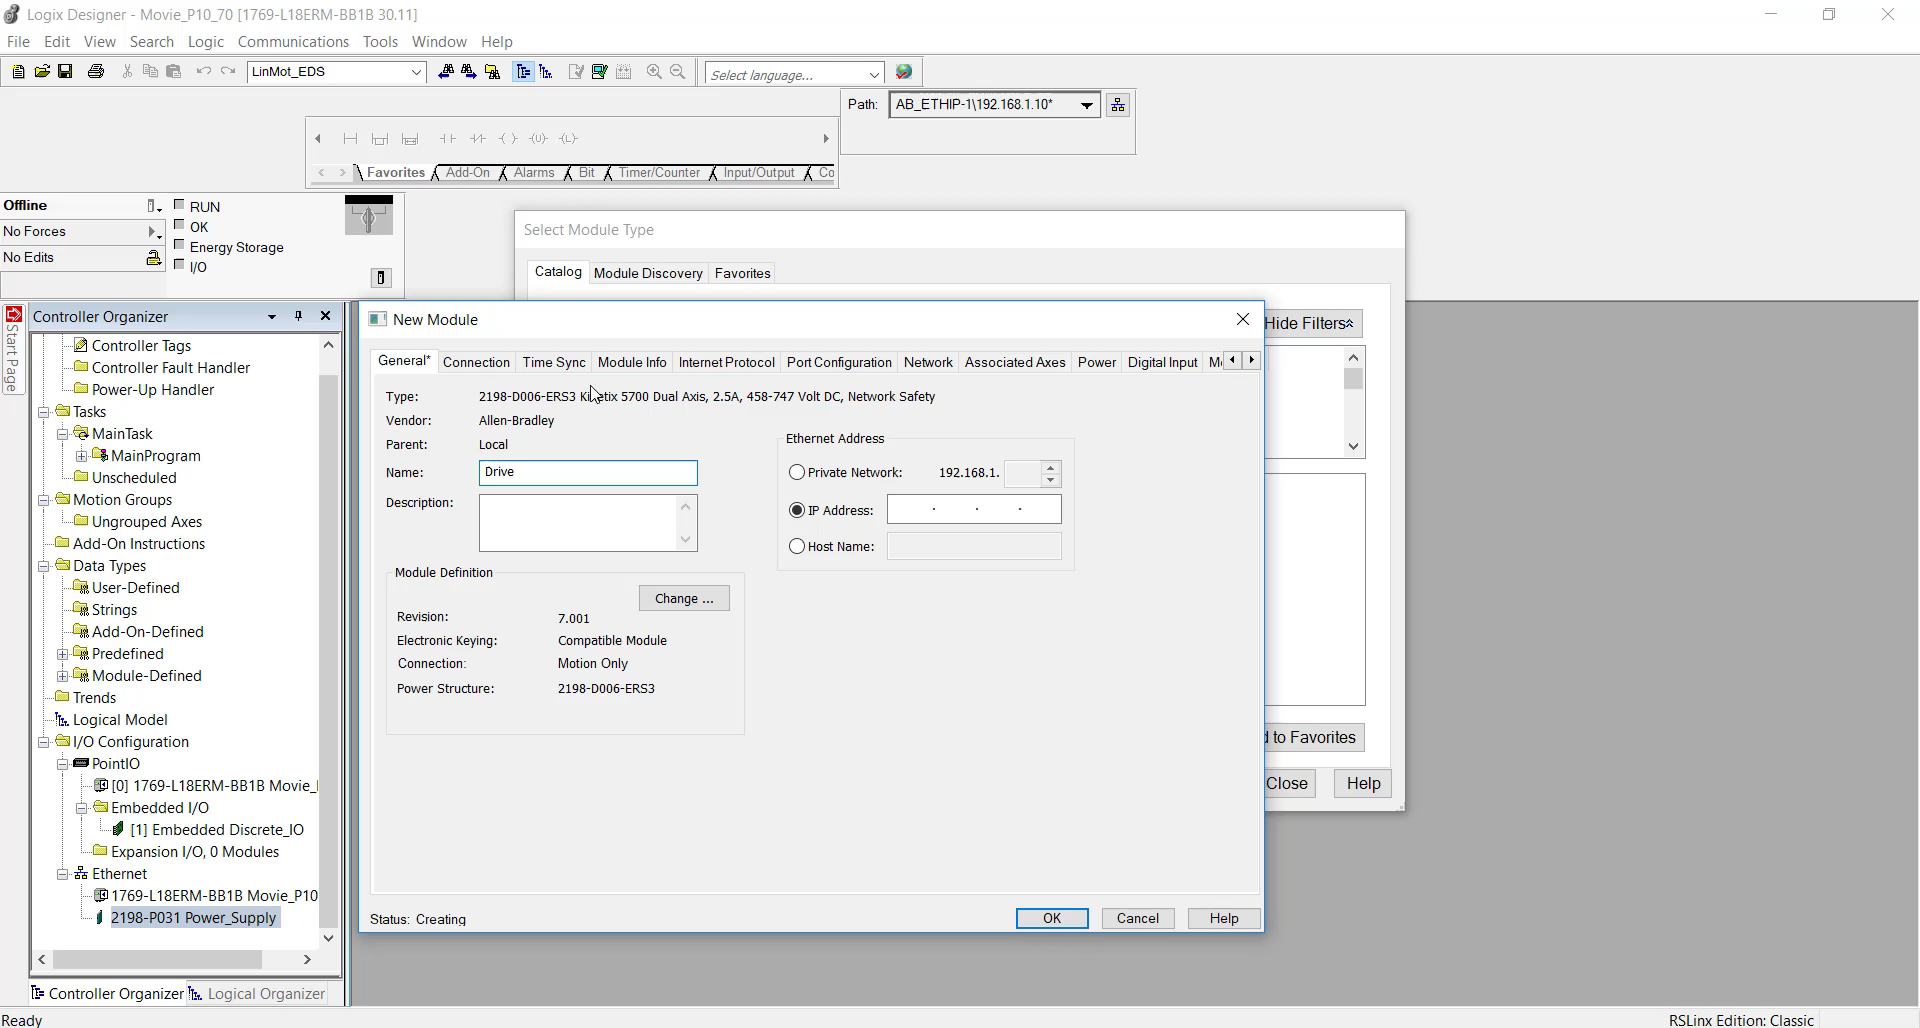 Logix Designer - Movie_P10_70 [1769-L18ERM-BB1B 30.11]
File Edit View Search Logic Communications Tools Window Help
LinMot_EDS
Select language...
Path: AB_ETHIP-1\192.168.1.10*
Favorites Add-On Alarms Bit Timer/Counter Input/Output Co
Offline
RUN
No Forces
OK
No Edits
Energy Storage
I/O
Select Module Type
Catalog Module Discovery Favorites
Hide Filters
Start Page
Controller Organizer
Controller Tags
Controller Fault Handler
Power-Up Handler
Tasks
MainTask
MainProgram
Unscheduled
Motion Groups
Ungrouped Axes
Add-On Instructions
Data Types
User-Defined
Strings
Add-On-Defined
Predefined
Module-Defined
Trends
Logical Model
I/O Configuration
PointIO
[0] 1769-L18ERM-BB1B Movie_
Embedded I/O
[1] Embedded Discrete_IO
Expansion I/O, 0 Modules
Ethernet
1769-L18ERM-BB1B Movie_P10
2198-P031 Power_Supply
Controller Organizer Logical Organizer
New Module
General* Connection Time Sync Module Info Internet Protocol Port Configuration Network Associated Axes Power Digital Input M
Type: 2198-D006-ERS3 Kinetix 5700 Dual Axis, 2.5A, 458-747 Volt DC, Network Safety
Vendor: Allen-Bradley
Parent: Local
Name: Drive
Description:
Ethernet Address
Private Network: 192.168.1.
IP Address: . . .
Host Name:
Module Definition
Change ...
Revision: 7.001
Electronic Keying: Compatible Module
Connection: Motion Only
Power Structure: 2198-D006-ERS3
Status: Creating
OK Cancel Help
d to Favorites
Close Help
Ready
RSLinx Edition: Classic